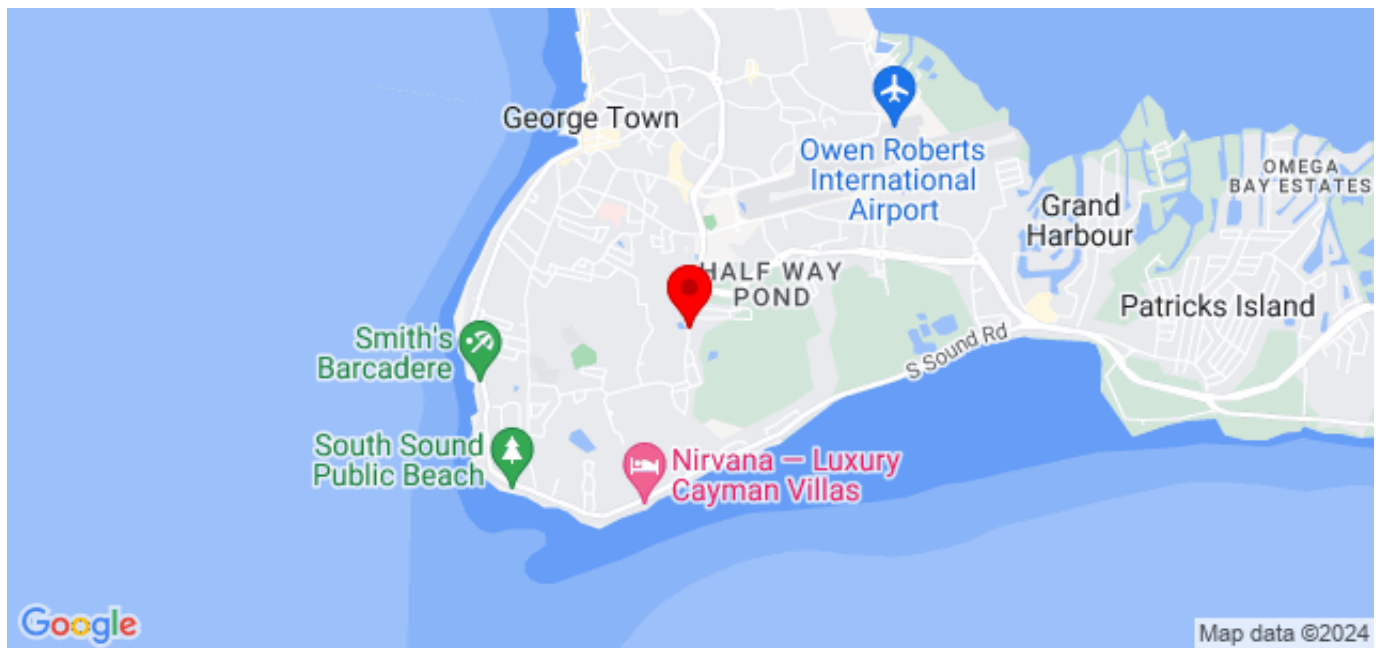 George Town
Owen Roberts
International
Airport
OMEGA
BAY ESTATES
Grand
Harbour
HALF WAY
POND
Patricks Island
Smith's
Barcadere
S Sound Rd
South Sound
Public Beach
Nirvana — Luxury
Cayman Villas
Google
Map data ©2024